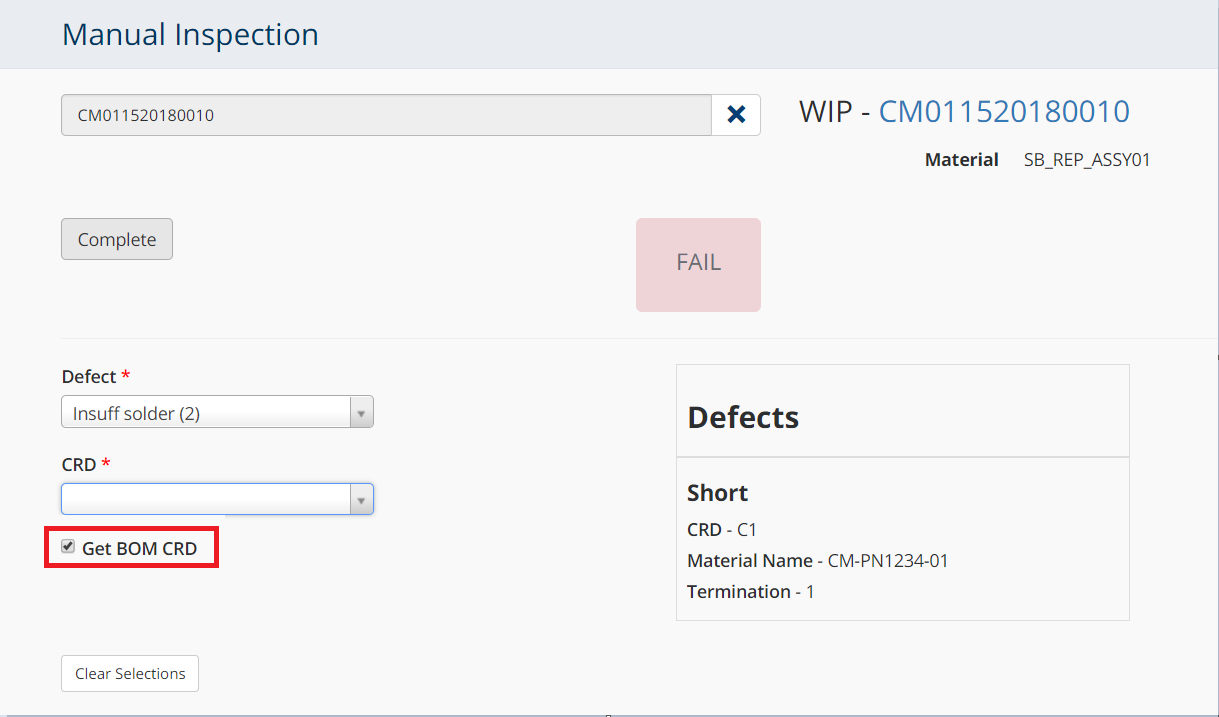 Manual Inspection
CM011520180010
WIP - CM011520180010
Material SB_REP_ASSY01
Complete
FAIL
Defect *
Insuff solder (2)
CRD *
Get BOM CRD
Clear Selections
Defects
Short
CRD - C1
Material Name - CM-PN1234-01
Termination - 1